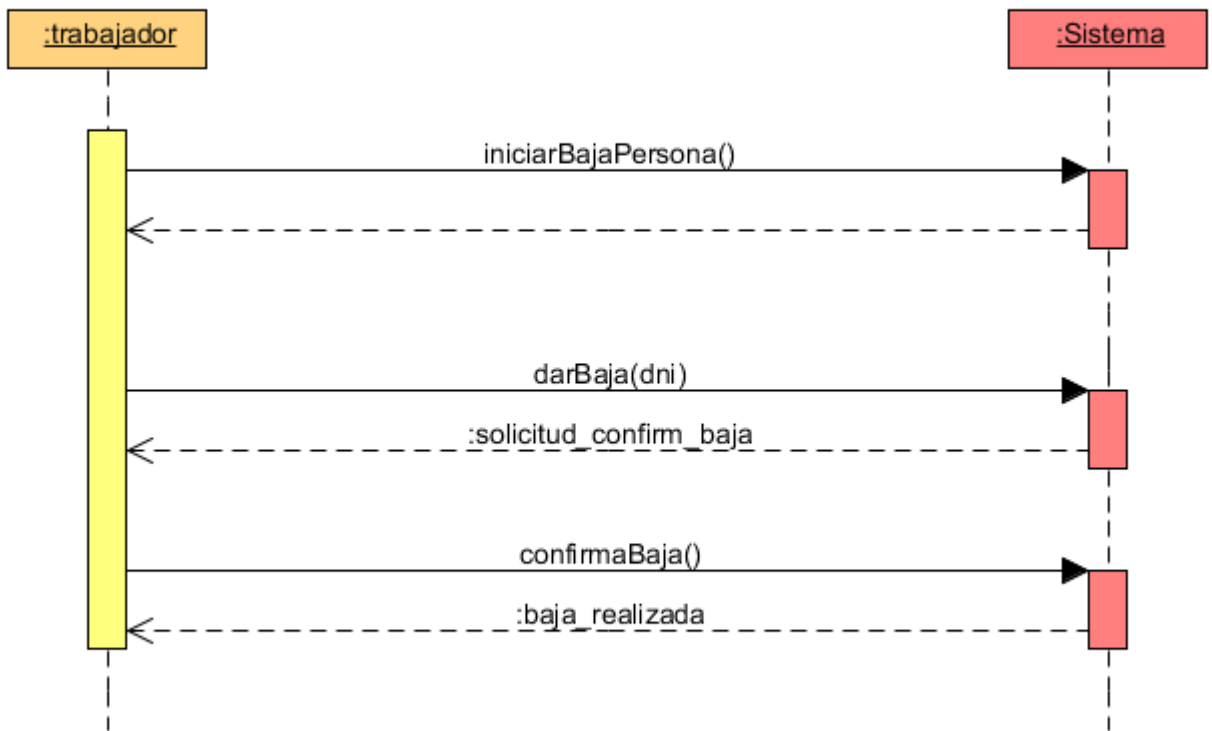 :trabajador
:Sistema
iniciarBajaPersona()
darBaja(dni)
:solicitud_confirm_baja
confirmaBaja()
:baja_realizada